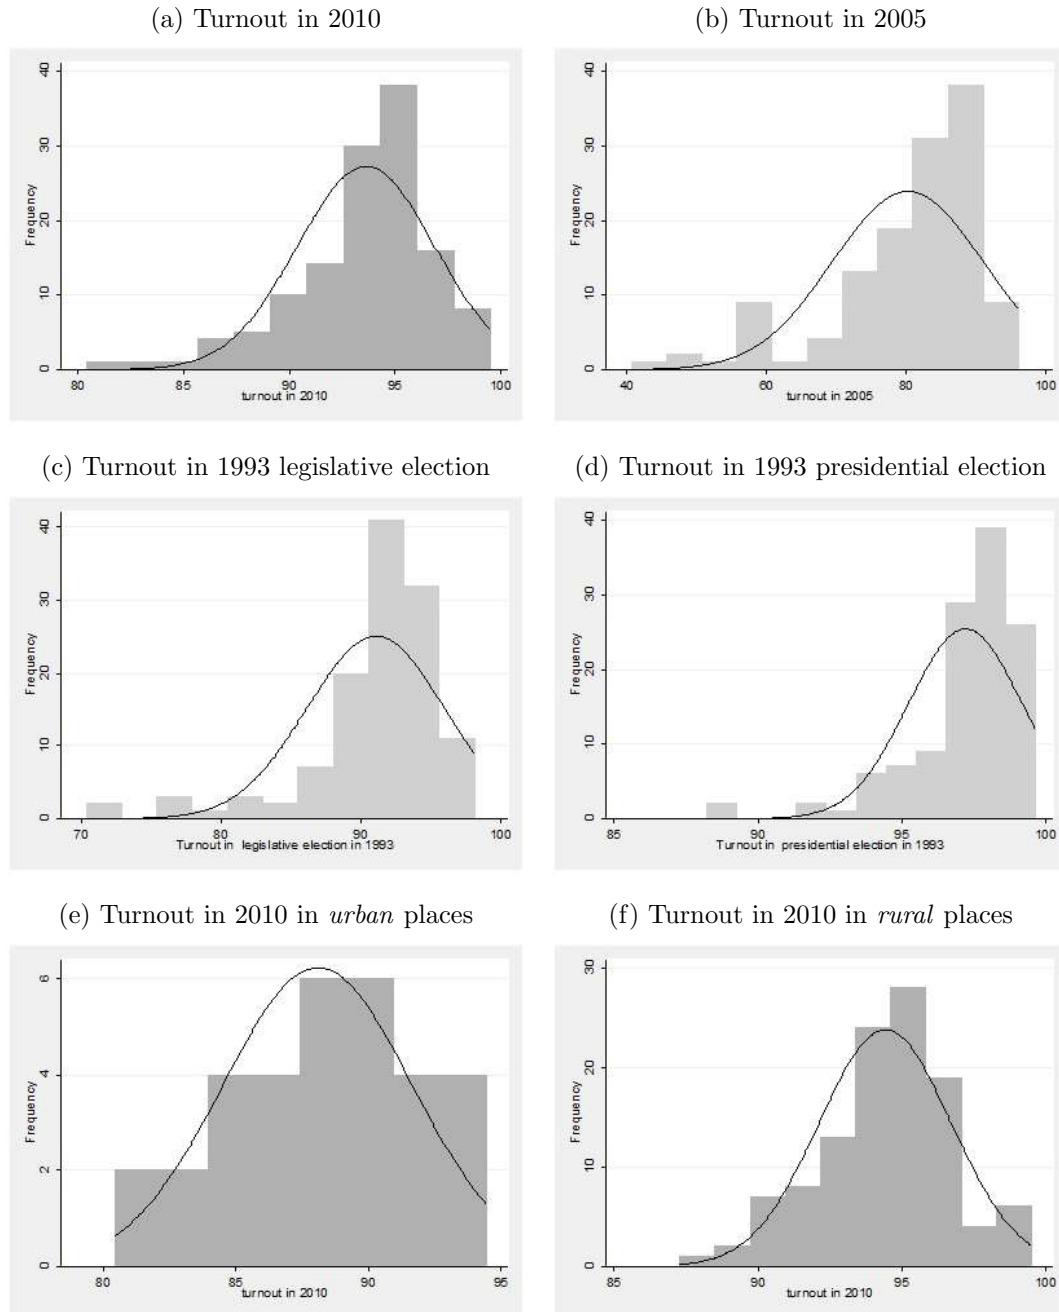 (a) Turnout in 2010
(b) Turnout in 2005
Frequency
0 10 20 30 40
80 85 90 95 100
turnout in 2010
Frequency
0 10 20 30 40
40 60 80 100
turnout in 2005
(c) Turnout in 1993 legislative election
(d) Turnout in 1993 presidential election
Frequency
0 10 20 30 40
70 80 90 100
Turnout in legislative election in 1993
Frequency
0 10 20 30 40
85 90 95 100
Turnout in presidential election in 1993
(e) Turnout in 2010 in urban places
(f) Turnout in 2010 in rural places
Frequency
0 2 4 6
80 85 90 95
turnout in 2010
Frequency
0 10 20 30
85 90 95 100
turnout in 2010